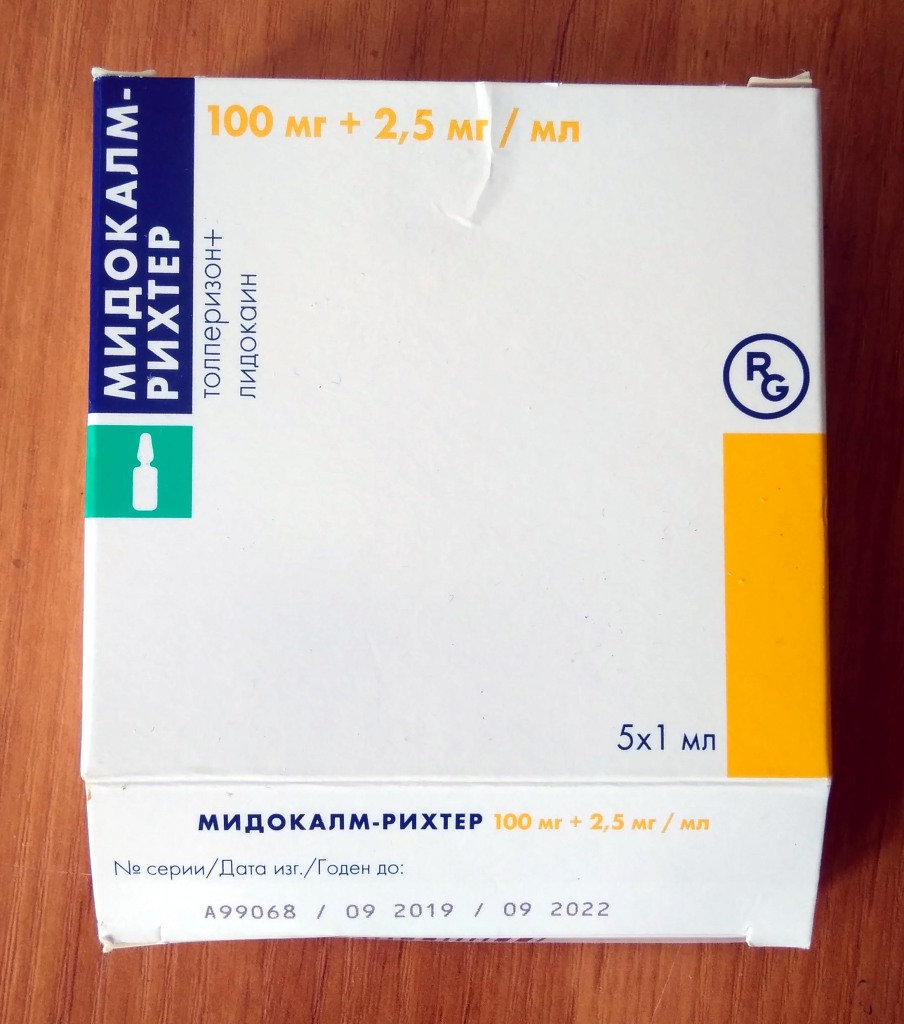 МИДОКАЛМ-
РИХТЕР
толперизон+
лидокаин
100 мг + 2,5 мг / мл
RG
5x1 мл
МИДОКАЛМ-РИХТЕР 100 мг + 2,5 мг / мл
№ серии/Дата изг./Годен до:
A99068 / 09 2019 / 09 2022